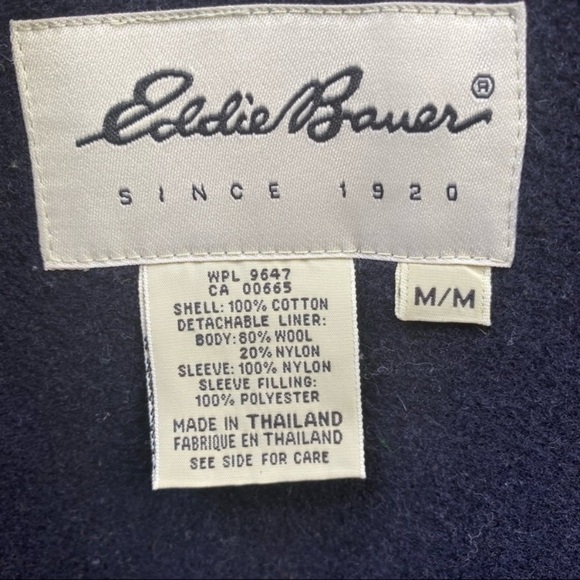 Eddie Bauer®
SINCE 1920
WPL 9647
CA 00665
SHELL: 100% COTTON
DETACHABLE LINER:
BODY: 80% WOOL
20% NYLON
SLEEVE: 100% NYLON
SLEEVE FILLING:
100% POLYESTER
MADE IN THAILAND
FABRIQUE EN THAILAND
SEE SIDE FOR CARE
M/M